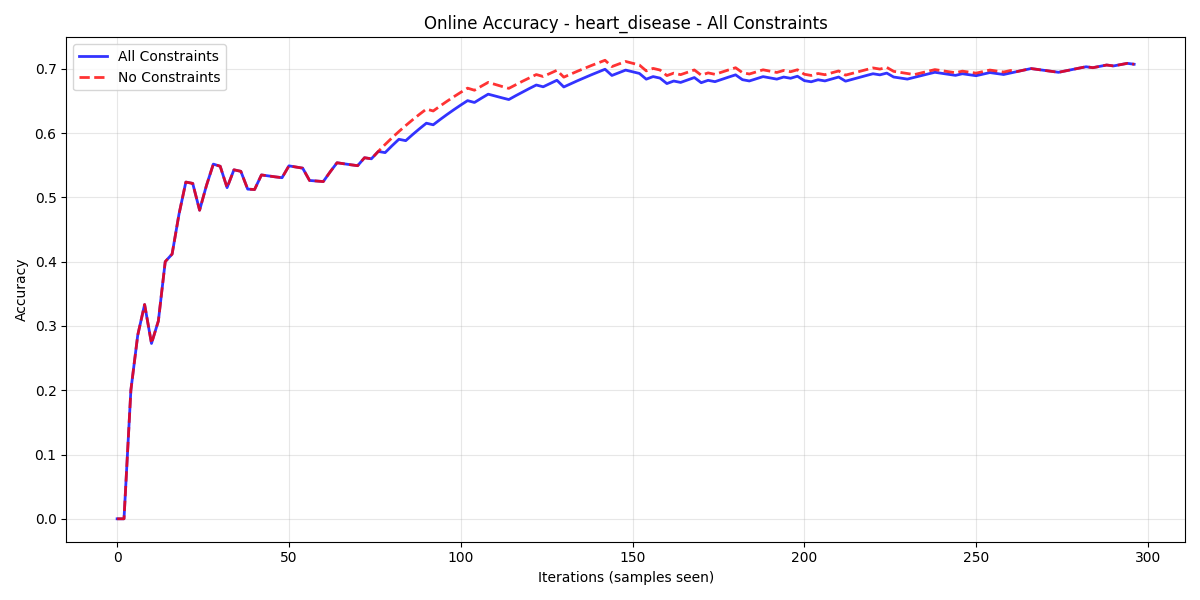 Online Accuracy - heart_disease - All Constraints
All Constraints
No Constraints
Accuracy
0.7
0.6
0.5
0.4
0.3
0.2
0.1
0.0
0 50 100 150 200 250 300
Iterations (samples seen)